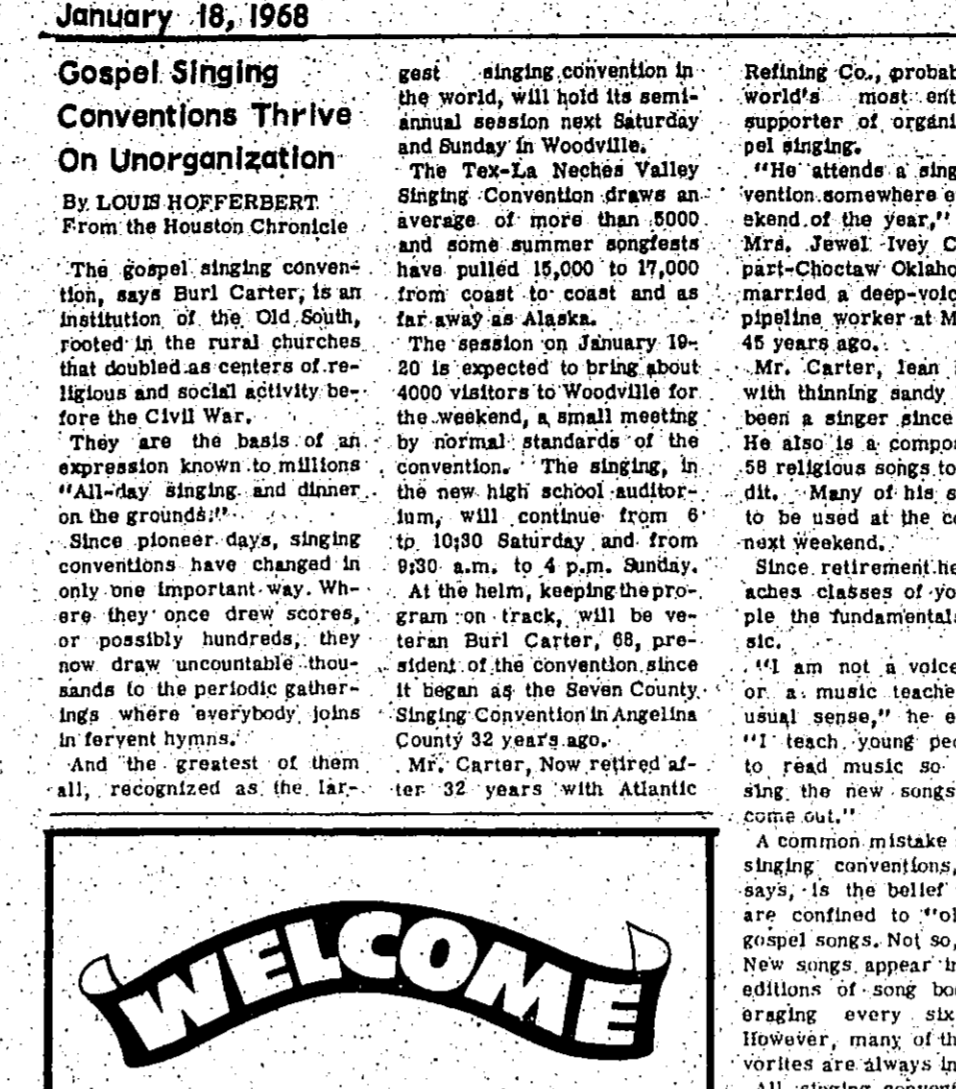 January 18, 1968
Gospel Singing
Conventions Thrive
On Unorganization
By LOUIS HOFFERBERT
From the Houston Chronicle
The gospel singing conven-
tion, says Burl Carter, is an
institution of the Old South,
rooted in the rural churches
that doubled as centers of re-
ligious and social activity be-
fore the Civil War.
They are the basis of an
expression known to millions
"All-day singing and dinner
on the grounds."
Since pioneer days, singing
conventions have changed in
only one important way. Wh-
ere they once drew scores,
or possibly hundreds, they
now draw uncountable thou-
sands to the periodic gather-
ings where everybody joins
in fervent hymns.
And the greatest of them
all, recognized as the lar-
gest singing convention in
the world, will hold its semi-
annual session next Saturday
and Sunday in Woodville.
The Tex-La Neches Valley
Singing Convention draws an
average of more than 5000
and some summer songfests
have pulled 15,000 to 17,000
from coast to coast and as
far away as Alaska.
The session on January 19-
20 is expected to bring about
4000 visitors to Woodville for
the weekend, a small meeting
by normal standards of the
convention. The singing, in
the new high school auditor-
ium, will continue from 6
to 10;30 Saturday and from
9;30 a.m. to 4 p.m. Sunday.
At the helm, keeping the pro-
gram on track, will be ve-
teran Burl Carter, 68, pre-
sident of the convention since
it began as the Seven County
Singing Convention in Angelina
County 32 years ago.
Mr. Carter, Now retired af-
ter 32 years with Atlantic
Refining Co., probab
world's most ent
supporter of organi
pel singing.
"He attends a sing
vention somewhere e
ekend of the year,"
Mrs. Jewel Ivey C
part-Choctaw Oklaho
married a deep-voic
pipeline worker at M
45 years ago.
Mr. Carter, lean
with thinning sandy
been a singer since
He also is a compos
58 religious songs to
dit. Many of his s
to be used at the c
next weekend.
Since retirement he
aches classes of yo
ple the fundamentals
sic.
"I am not a voice
or a music teache
usual sense," he e
"I teach young peo
to read music so
sing the new songs
come out."
A common mistake
singing conventions,
says, is the belief
are confined to "ol
gospel songs. Not so,
New songs appear in
editions of song bo
eraging every six
However, many of th
vorites are always in
All singing convent
WELCOME